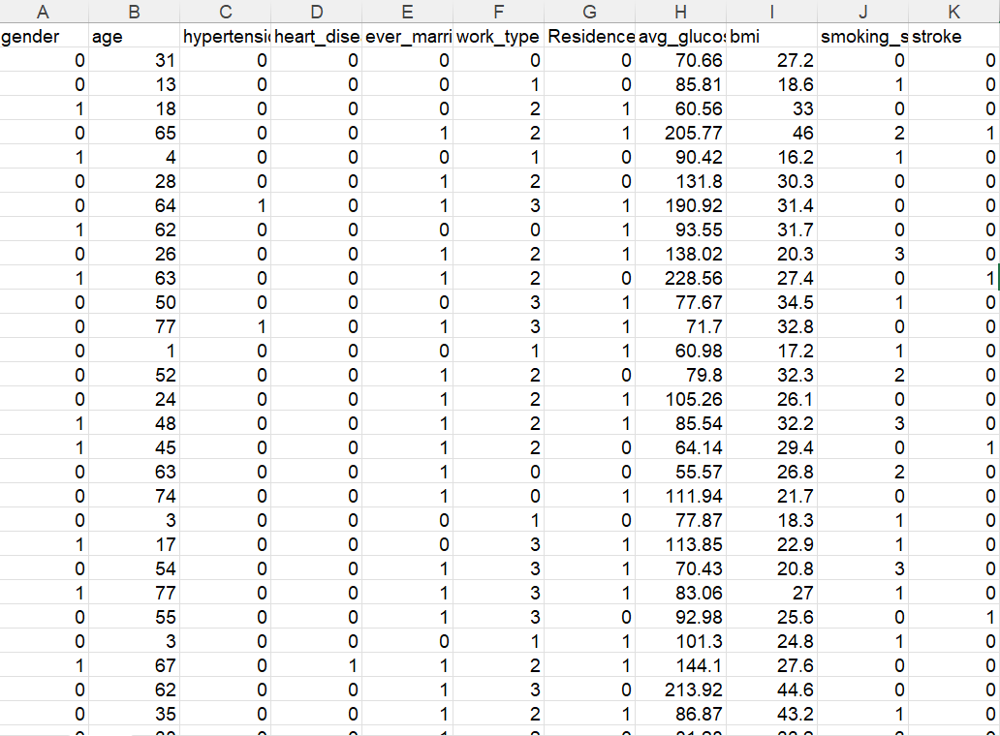 A B C D E F G H I J K
gender age hypertensi heart_dise ever_marri work_type Residence avg_gluco bmi smoking_s stroke
0 31 0 0 0 0 0 70.66 27.2 0 0
0 13 0 0 0 1 0 85.81 18.6 1 0
1 18 0 0 0 2 1 60.56 33 0 0
0 65 0 0 1 2 1 205.77 46 2 1
1 4 0 0 0 1 0 90.42 16.2 1 0
0 28 0 0 1 2 0 131.8 30.3 0 0
0 64 1 0 1 3 1 190.92 31.4 0 0
1 62 0 0 0 0 1 93.55 31.7 0 0
0 26 0 0 1 2 1 138.02 20.3 3 0
1 63 0 0 1 2 0 228.56 27.4 0 1
0 50 0 0 0 3 1 77.67 34.5 1 0
0 77 1 0 1 3 1 71.7 32.8 0 0
0 1 0 0 0 1 1 60.98 17.2 1 0
0 52 0 0 1 2 0 79.8 32.3 2 0
0 24 0 0 1 2 1 105.26 26.1 0 0
1 48 0 0 1 2 1 85.54 32.2 3 0
1 45 0 0 1 2 0 64.14 29.4 0 1
0 63 0 0 1 0 0 55.57 26.8 2 0
0 74 0 0 1 0 1 111.94 21.7 0 0
0 3 0 0 0 1 0 77.87 18.3 1 0
1 17 0 0 0 3 1 113.85 22.9 1 0
0 54 0 0 1 3 1 70.43 20.8 3 0
1 77 0 0 1 3 1 83.06 27 1 0
0 55 0 0 1 3 0 92.98 25.6 0 1
0 3 0 0 0 1 1 101.3 24.8 1 0
1 67 0 1 1 2 1 144.1 27.6 0 0
0 62 0 0 1 3 0 213.92 44.6 0 0
0 35 0 0 1 2 1 86.87 43.2 1 0